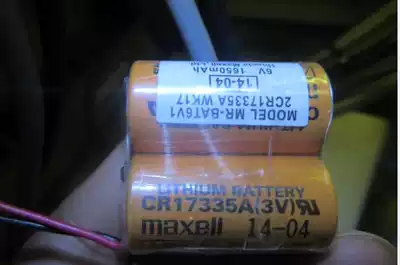 MODEL MR-BAT6V1
2CR17335A WK17
14-04
6V 1650mAh
LITHIUM BATTERY
CR17335A(3V)
maxell 14-04